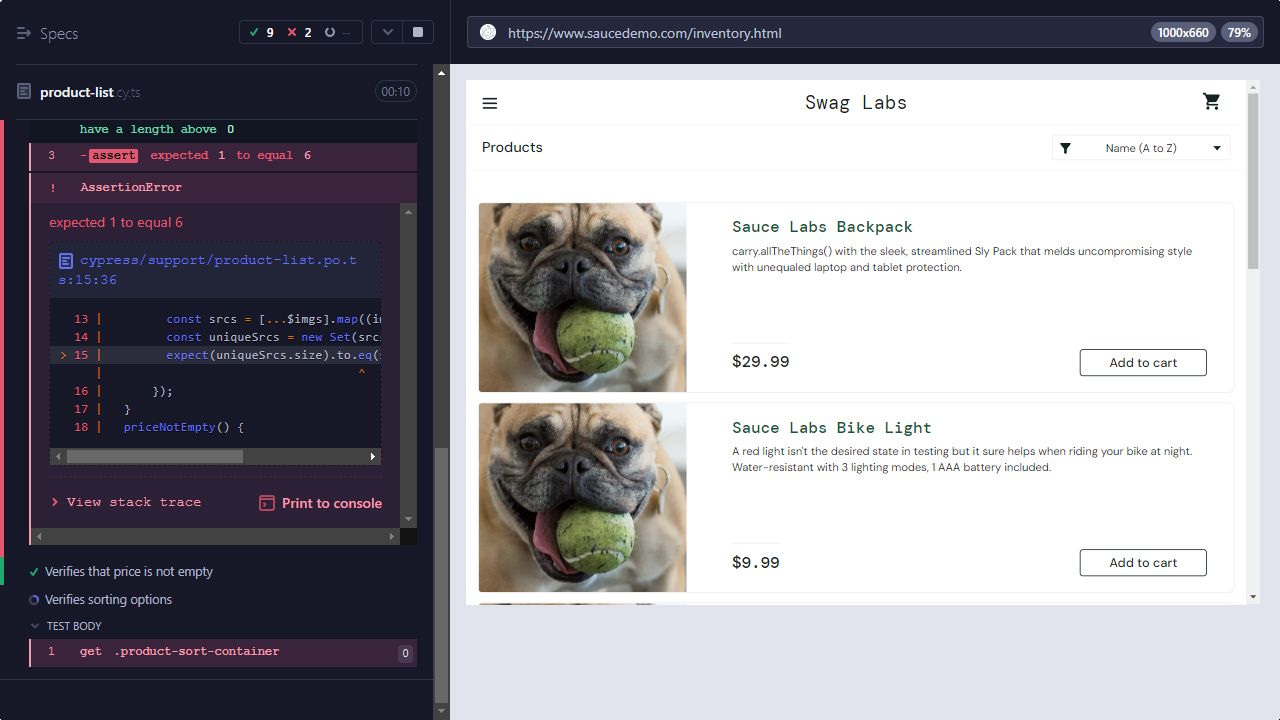 Specs
9 2 --
https://www.saucedemo.com/inventory.html
1000x660 79%
product-list.cy.ts
00:10
have a length above 0
3 -assert expected 1 to equal 6
! AssertionError
expected 1 to equal 6
cypress/support/product-list.po.t
s:15:36
13 | const srcs = [...$imgs].map((i
14 | const uniqueSrcs = new Set(src
> 15 | expect(uniqueSrcs.size).to.eq(
| ^
16 | });
17 | }
18 | priceNotEmpty() {
> View stack trace
Print to console
Verifies that price is not empty
Verifies sorting options
TEST BODY
1 get .product-sort-container 0
Swag Labs
Products
Name (A to Z)
Sauce Labs Backpack
carry.allTheThings() with the sleek, streamlined Sly Pack that melds uncompromising style
with unequaled laptop and tablet protection.
$29.99
Add to cart
Sauce Labs Bike Light
A red light isn't the desired state in testing but it sure helps when riding your bike at night.
Water-resistant with 3 lighting modes, 1 AAA battery included.
$9.99
Add to cart